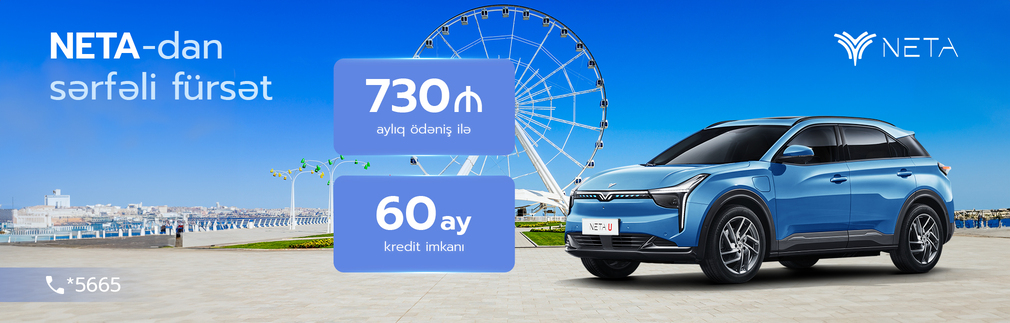 NETA-dan
sərfəli fürsət
730 ₼
aylıq ödəniş ilə
60 ay
kredit imkanı
*5665
NETA
NETA U